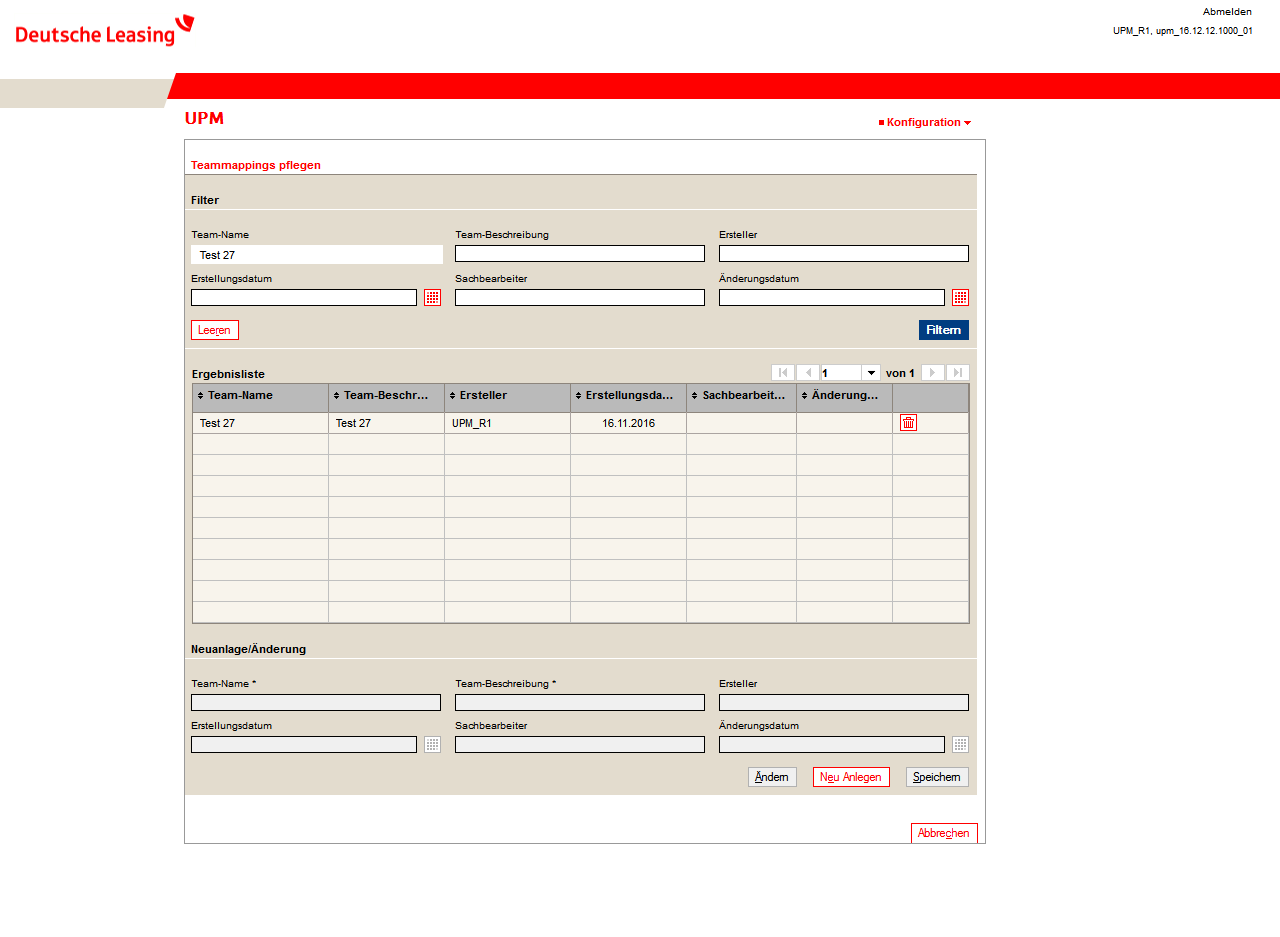 Deutsche Leasing
Abmelden
UPM_R1, upm_16.12.12.1000_01
UPM
Konfiguration
Teammappings pflegen
Filter
Team-Name Team-Beschreibung Ersteller
Test 27
Erstellungsdatum Sachbearbeiter Änderungsdatum
Leeren Filtern
Ergebnisliste 1 von 1
Team-Name Team-Beschr... Ersteller Erstellungsda... Sachbearbeit... Änderung...
Test 27 Test 27 UPM_R1 16.11.2016
Neuanlage/Änderung
Team-Name * Team-Beschreibung * Ersteller
Erstellungsdatum Sachbearbeiter Änderungsdatum
Ändern Neu Anlegen Speichern
Abbrechen